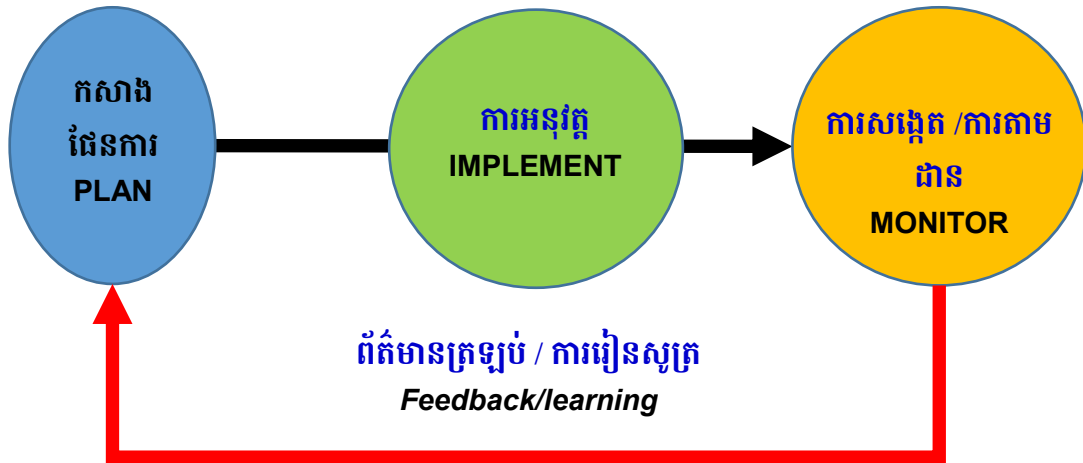 កសាង
ផែនការ
PLAN
ការអនុវត្ត
IMPLEMENT
ការសង្កេត /ការតាម
ដាន
MONITOR
ព័ត៌មានត្រឡប់ / ការរៀនសូត្រ
Feedback/learning